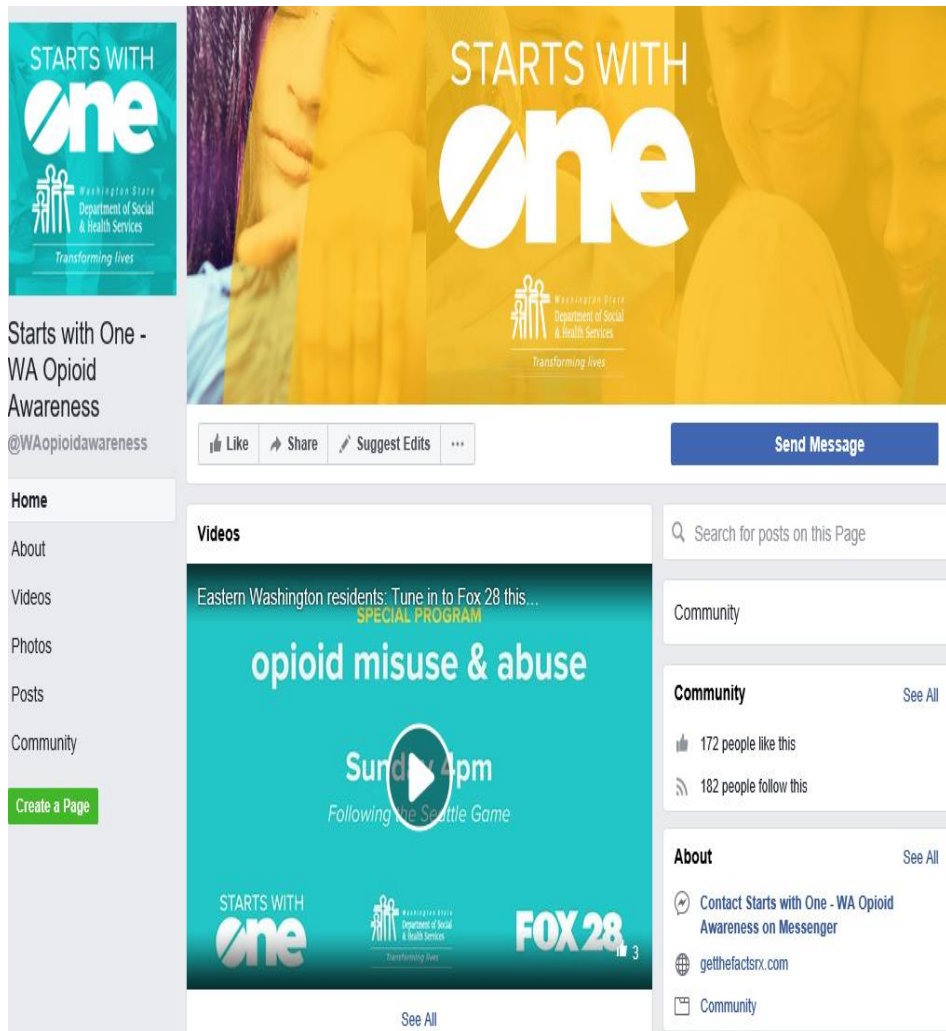 STARTS WITH
one
Washington State
Department of Social
& Health Services
Transforming lives
Starts with One -
WA Opioid
Awareness
@WAopioidawareness
Home
About
Videos
Photos
Posts
Community
Create a Page
STARTS WITH
one
Washington State
Department of Social
& Health Services
Transforming lives
Like
Share
Suggest Edits
...
Send Message
Videos
Eastern Washington residents: Tune in to Fox 28 this...
SPECIAL PROGRAM
opioid misuse & abuse
Sunday 4pm
Following the Seattle Game
STARTS WITH
one
Washington State
Department of Social
& Health Services
Transforming lives
FOX 28
3
See All
Search for posts on this Page
Community
Community
See All
172 people like this
182 people follow this
About
See All
Contact Starts with One - WA Opioid
Awareness on Messenger
getthefactsrx.com
Community